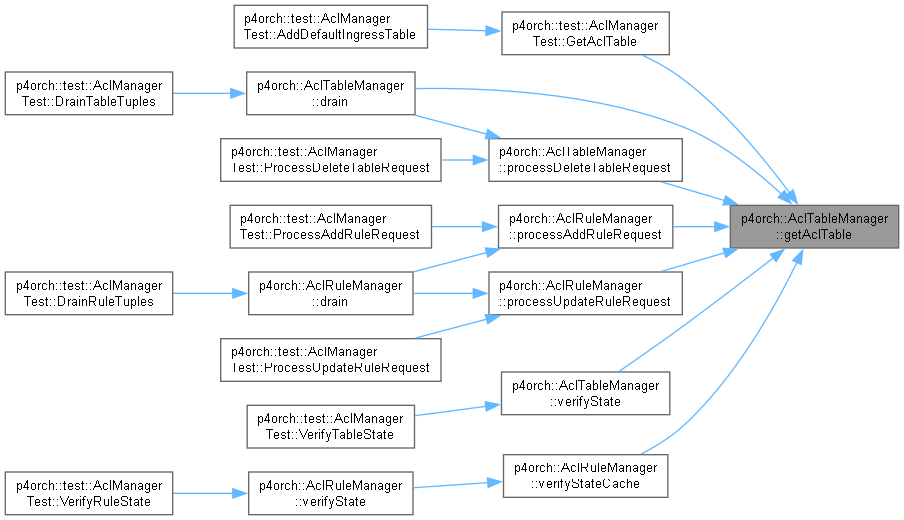 p4orch::test::AclManager
Test::AddDefaultIngressTable
p4orch::test::AclManager
Test::GetAclTable
p4orch::test::AclManager
Test::DrainTableTuples
p4orch::AclTableManager
::drain
p4orch::test::AclManager
Test::ProcessDeleteTableRequest
p4orch::AclTableManager
::processDeleteTableRequest
p4orch::test::AclManager
Test::ProcessAddRuleRequest
p4orch::AclRuleManager
::processAddRuleRequest
p4orch::AclTableManager
::getAclTable
p4orch::test::AclManager
Test::DrainRuleTuples
p4orch::AclRuleManager
::drain
p4orch::AclRuleManager
::processUpdateRuleRequest
p4orch::test::AclManager
Test::ProcessUpdateRuleRequest
p4orch::AclTableManager
::verifyState
p4orch::test::AclManager
Test::VerifyTableState
p4orch::AclRuleManager
::verifyStateCache
p4orch::test::AclManager
Test::VerifyRuleState
p4orch::AclRuleManager
::verifyState